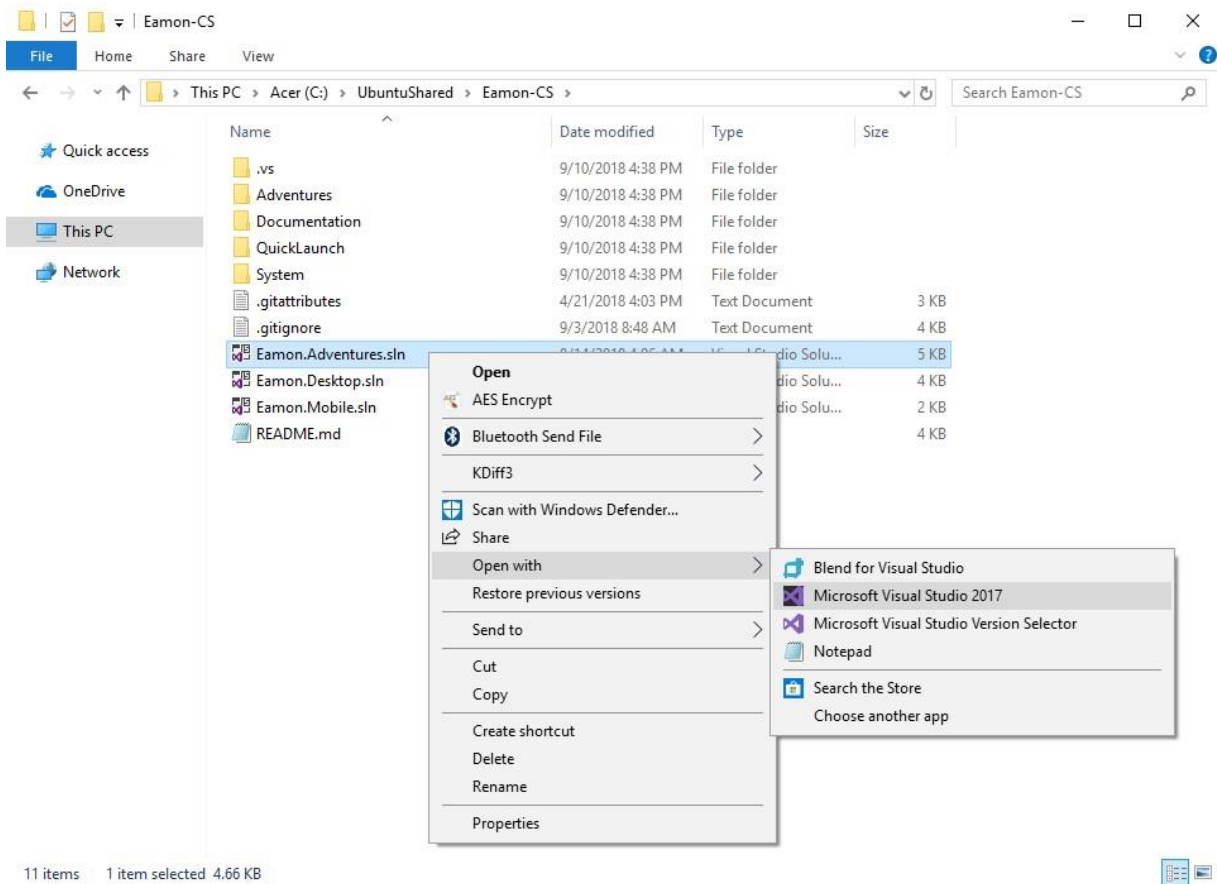 Eamon-CS
File Home Share View
This PC > Acer (C:) > UbuntuShared > Eamon-CS >
Search Eamon-CS
Quick access
OneDrive
This PC
Network
Name Date modified Type Size
.vs 9/10/2018 4:38 PM File folder
Adventures 9/10/2018 4:38 PM File folder
Documentation 9/10/2018 4:38 PM File folder
QuickLaunch 9/10/2018 4:38 PM File folder
System 9/10/2018 4:38 PM File folder
.gitattributes 4/21/2018 4:03 PM Text Document 3 KB
.gitignore 9/3/2018 8:48 AM Text Document 4 KB
Eamon.Adventures.sln dio Solu... 5 KB
Eamon.Desktop.sln dio Solu... 4 KB
Eamon.Mobile.sln dio Solu... 2 KB
README.md 4 KB
Open
AES Encrypt
Bluetooth Send File
KDiff3
Scan with Windows Defender...
Share
Open with
Restore previous versions
Send to
Cut
Copy
Create shortcut
Delete
Rename
Properties
Blend for Visual Studio
Microsoft Visual Studio 2017
Microsoft Visual Studio Version Selector
Notepad
Search the Store
Choose another app
11 items 1 item selected 4.66 KB